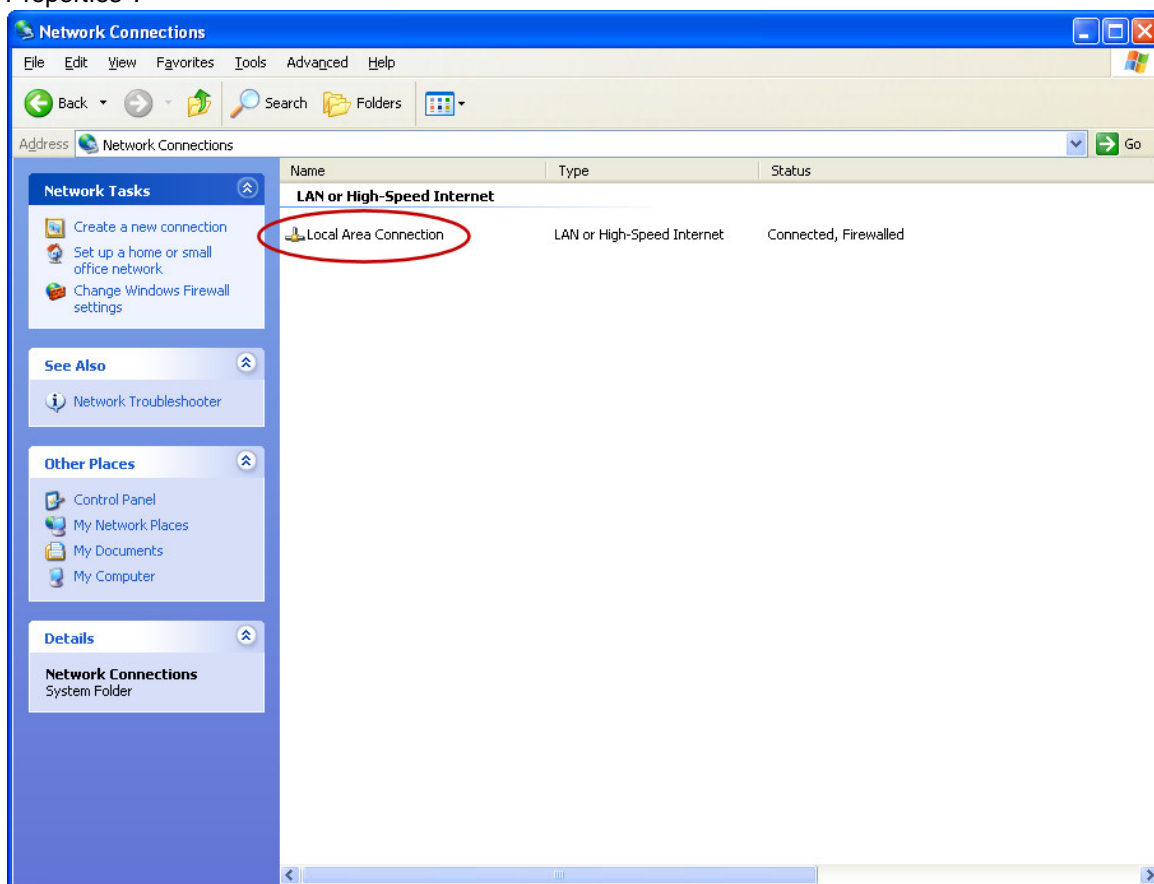 Properties".
Network Connections
File Edit View Favorites Tools Advanced Help
Back Search Folders
Address Network Connections Go
Name Type Status
Network Tasks
LAN or High-Speed Internet
Create a new connection
Local Area Connection LAN or High-Speed Internet Connected, Firewalled
Set up a home or small
office network
Change Windows Firewall
settings
See Also
Network Troubleshooter
Other Places
Control Panel
My Network Places
My Documents
My Computer
Details
Network Connections
System Folder